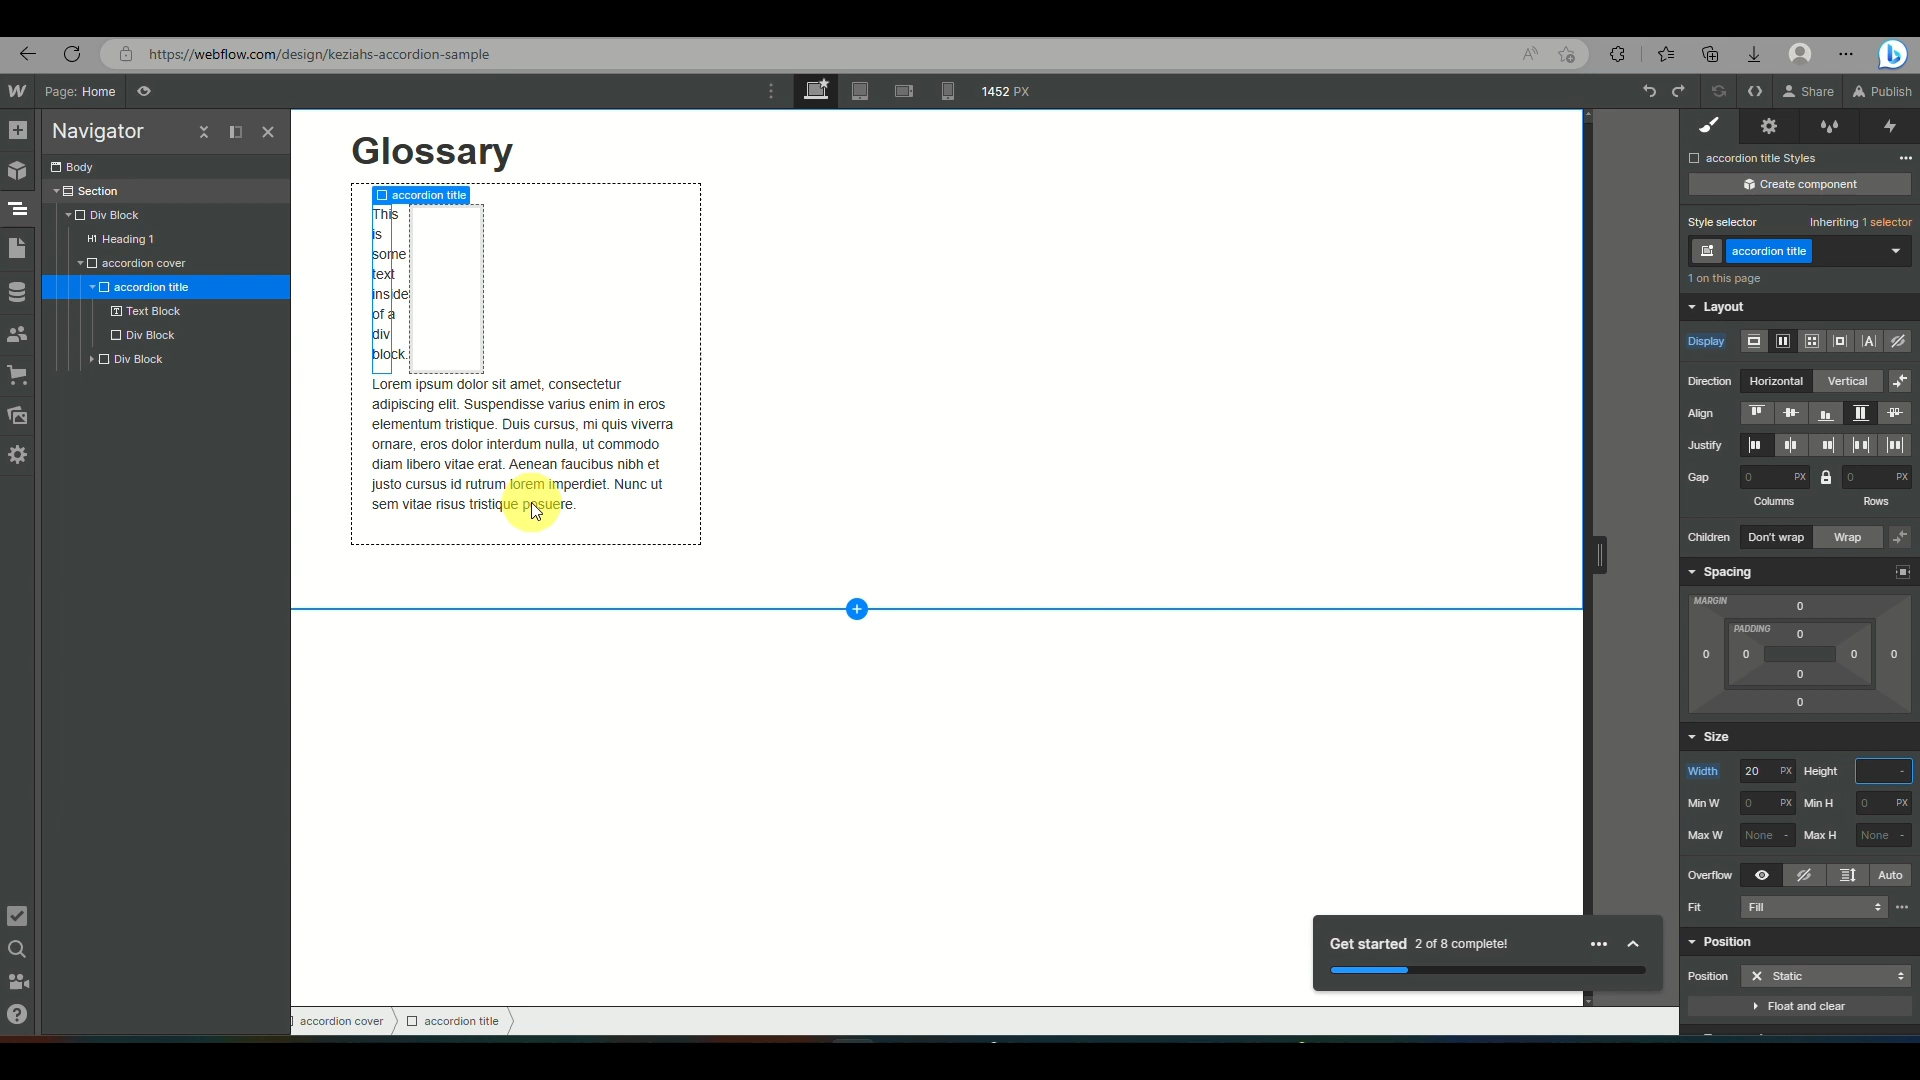 https://webflow.com/design/keziahs-accordion-sample
Page: Home
1452 PX
Share
Publish
Navigator
Body
Section
Div Block
H1 Heading 1
accordion cover
accordion title
Text Block
Div Block
Div Block
Glossary
accordion title
This
is
some
text
inside
of a
div
block.
Lorem ipsum dolor sit amet, consectetur
adipiscing elit. Suspendisse varius enim in eros
elementum tristique. Duis cursus, mi quis viverra
ornare, eros dolor interdum nulla, ut commodo
diam libero vitae erat. Aenean faucibus nibh et
justo cursus id rutrum lorem imperdiet. Nunc ut
sem vitae risus tristique posuere.
Get started 2 of 8 complete!
accordion cover
accordion title
accordion title Styles
Create component
Style selector Inheriting 1 selector
accordion title
1 on this page
Layout
Display
Direction Horizontal Vertical
Align
Justify
Gap 0 PX 0 PX
Columns Rows
Children Don't wrap Wrap
Spacing
MARGIN
0
PADDING
0
0 0 0 0
0
0
Size
Width 20 PX Height -
Min W 0 PX Min H 0 PX
Max W None - Max H None -
Overflow Auto
Fit Fill
Position
Position Static
Float and clear